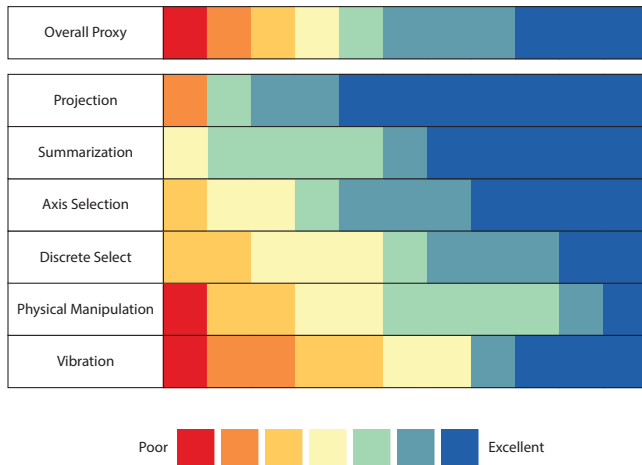 Overall Proxy
Projection
Summarization
Axis Selection
Discrete Select
Physical Manipulation
Vibration
Poor Excellent